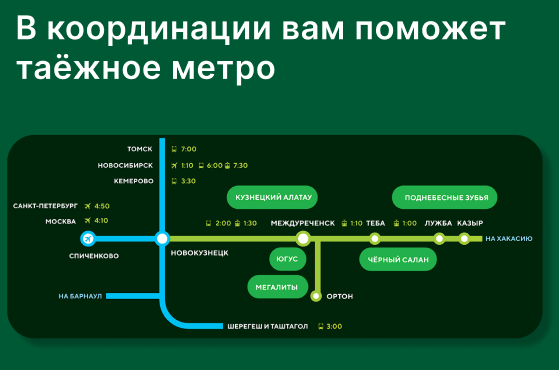 В координации вам поможет
таёжное метро
ТОМСК 7:00
НОВОСИБИРСК 1:10 6:00 7:30
КЕМЕРОВО 3:30
САНКТ-ПЕТЕРБУРГ 4:50
МОСКВА 4:10
КУЗНЕЦКИЙ АЛАТАУ
ПОДНЕБЕСНЫЕ ЗУБЬЯ
2:00 1:30 МЕЖДУРЕЧЕНСК 1:10 ТЕБА 1:00 ЛУЖБА КАЗЫР
НА ХАКАСИЮ
СПИЧЕНКОВО
НОВОКУЗНЕЦК
ЮГУС
ЧЁРНЫЙ САЛАН
МЕГАЛИТЫ
НА БАРНАУЛ
ОРТОН
ШЕРЕГЕШ И ТАШТАГОЛ 3:00